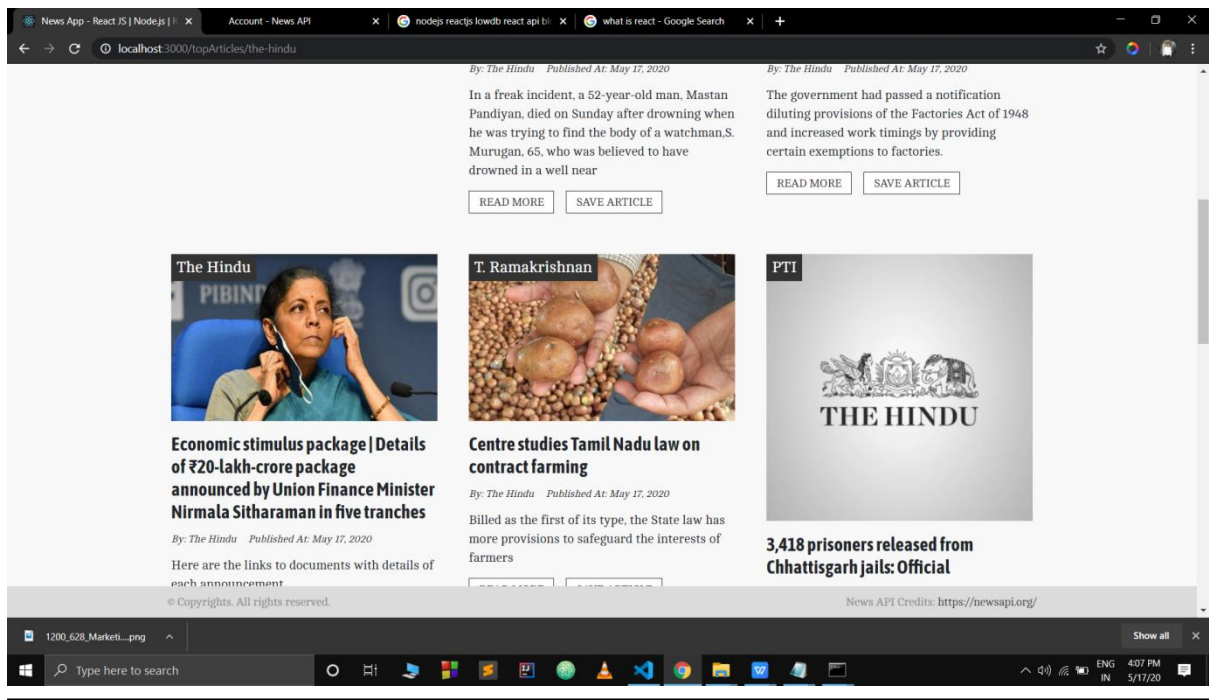 News App - React JS | Node.js | R
Account - News API
nodejs reactjs lowdb react api bl
what is react - Google Search
localhost:3000/topArticles/the-hindu
By: The Hindu Published At: May 17, 2020
In a freak incident, a 52-year-old man, Mastan
Pandiyan, died on Sunday after drowning when
he was trying to find the body of a watchman,S.
Murugan, 65, who was believed to have
drowned in a well near
READ MORE SAVE ARTICLE
By: The Hindu Published At: May 17, 2020
The government had passed a notification
diluting provisions of the Factories Act of 1948
and increased work timings by providing
certain exemptions to factories.
READ MORE SAVE ARTICLE
The Hindu
PIBIND
Economic stimulus package | Details
of ₹20-lakh-crore package
announced by Union Finance Minister
Nirmala Sitharaman in five tranches
By: The Hindu Published At: May 17, 2020
Here are the links to documents with details of
each announcement
T. Ramakrishnan
Centre studies Tamil Nadu law on
contract farming
By: The Hindu Published At: May 17, 2020
Billed as the first of its type, the State law has
more provisions to safeguard the interests of
farmers
READ MORE SAVE ARTICLE
PTI
THE HINDU
3,418 prisoners released from
Chhattisgarh jails: Official
© Copyrights. All rights reserved.
News API Credits: https://newsapi.org/
1200_628_Marketi....png
Show all
Type here to search
ENG
IN
4:07 PM
5/17/20